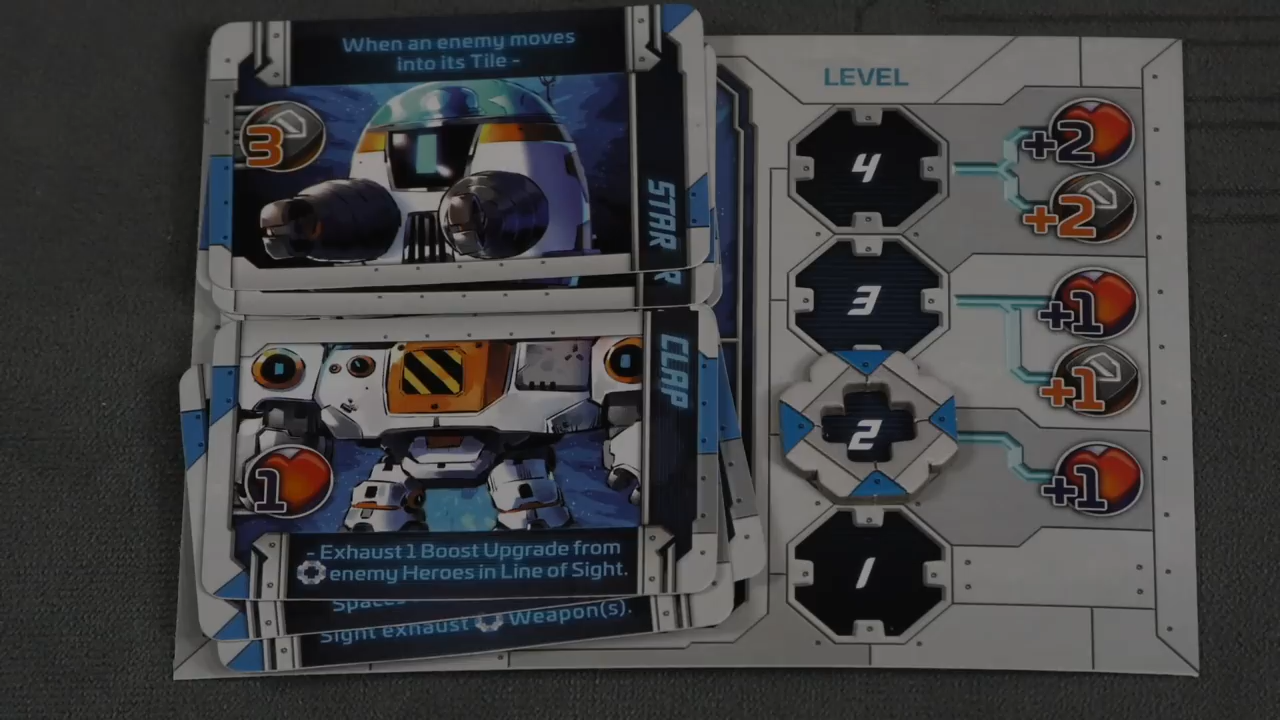 When an enemy moves
into its Tile -
3
STAR
R
CLAP
1
- Exhaust 1 Boost Upgrade from
enemy Heroes in Line of Sight.
Spaces
Sight exhaust Weapon(s).
LEVEL
4
+2
+2
3
+1
+1
2
+1
1